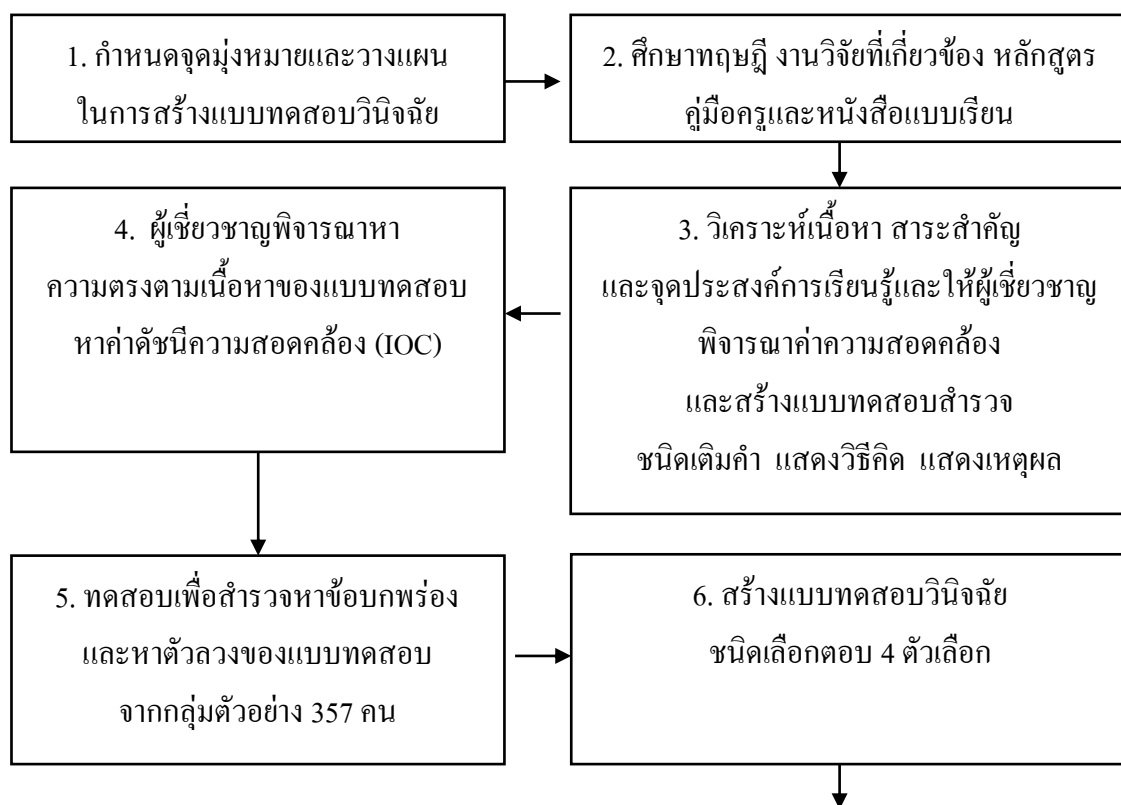 1. กำหนดจุดมุ่งหมายและวางแผน
ในการสร้างแบบทดสอบวินิจฉัย
2. ศึกษาทฤษฎี งานวิจัยที่เกี่ยวข้อง หลักสูตร
คู่มือครูและหนังสือแบบเรียน
3. วิเคราะห์เนื้อหา สาระสำคัญ
และจุดประสงค์การเรียนรู้และให้ผู้เชี่ยวชาญ
พิจารณาค่าความสอดคล้อง
และสร้างแบบทดสอบสำรวจ
ชนิดเติมคำ แสดงวิธีคิด แสดงเหตุผล
4. ผู้เชี่ยวชาญพิจารณาหา
ความตรงตามเนื้อหาของแบบทดสอบ
หาค่าดัชนีความสอดคล้อง (IOC)
5. ทดสอบเพื่อสำรวจหาข้อบกพร่อง
และหาตัวลวงของแบบทดสอบ
จากกลุ่มตัวอย่าง 357 คน
6. สร้างแบบทดสอบวินิจฉัย
ชนิดเลือกตอบ 4 ตัวเลือก